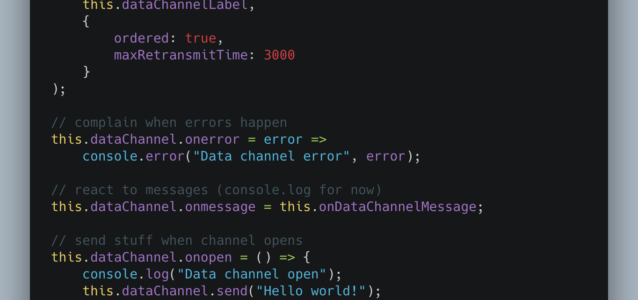 this.dataChannelLabel,
{
ordered: true,
maxRetransmitTime: 3000
}
);
// complain when errors happen
this.dataChannel.onerror = error =>
console.error("Data channel error", error);
// react to messages (console.log for now)
this.dataChannel.onmessage = this.onDataChannelMessage;
// send stuff when channel opens
this.dataChannel.onopen = () => {
console.log("Data channel open");
this.dataChannel.send("Hello world!");